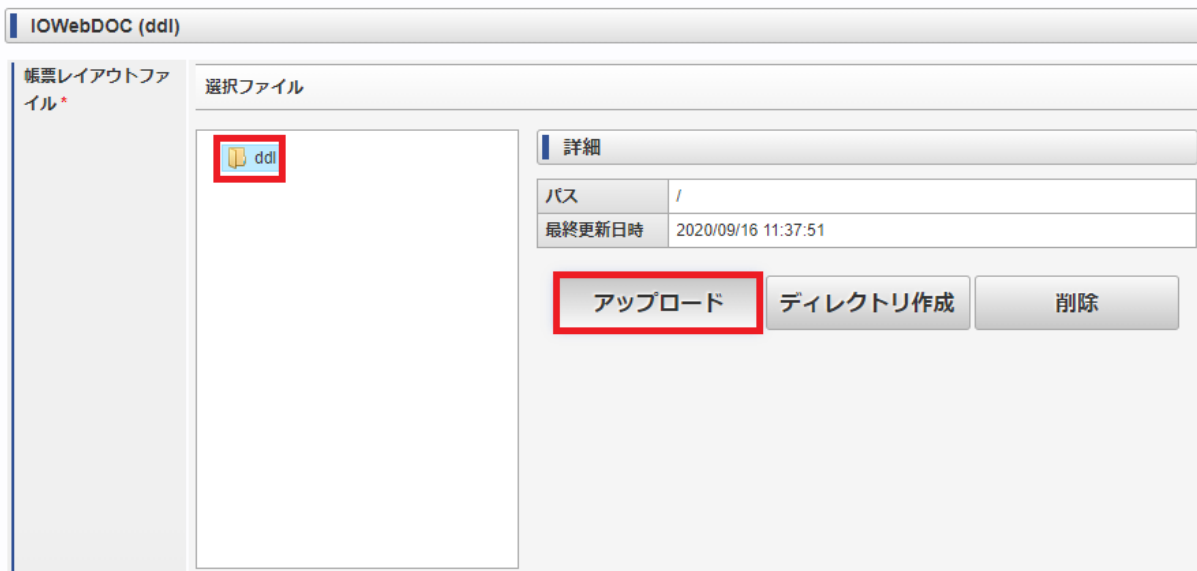 IOWebDOC (ddl)
帳票レイアウトファ
イル*
選択ファイル
ddl
詳細
パス
/
最終更新日時
2020/09/16 11:37:51
アップロード
ディレクトリ作成
削除